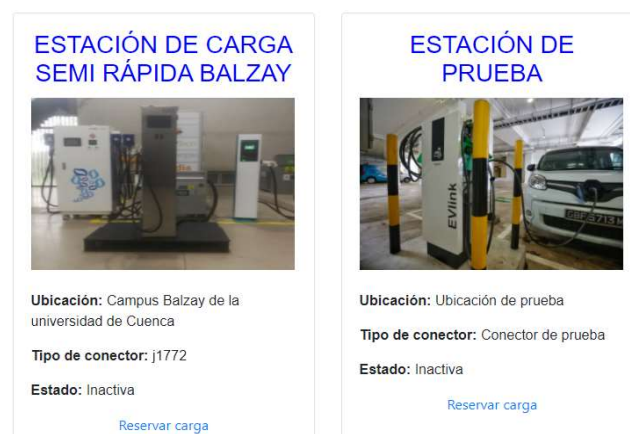 ESTACIÓN DE CARGA
SEMI RÁPIDA BALZAY
Ubicación: Campus Balzay de la
universidad de Cuenca
Tipo de conector: j1772
Estado: Inactiva
Reservar carga
ESTACIÓN DE
PRUEBA
EVlink
Ubicación: Ubicación de prueba
Tipo de conector: Conector de prueba
Estado: Inactiva
Reservar carga